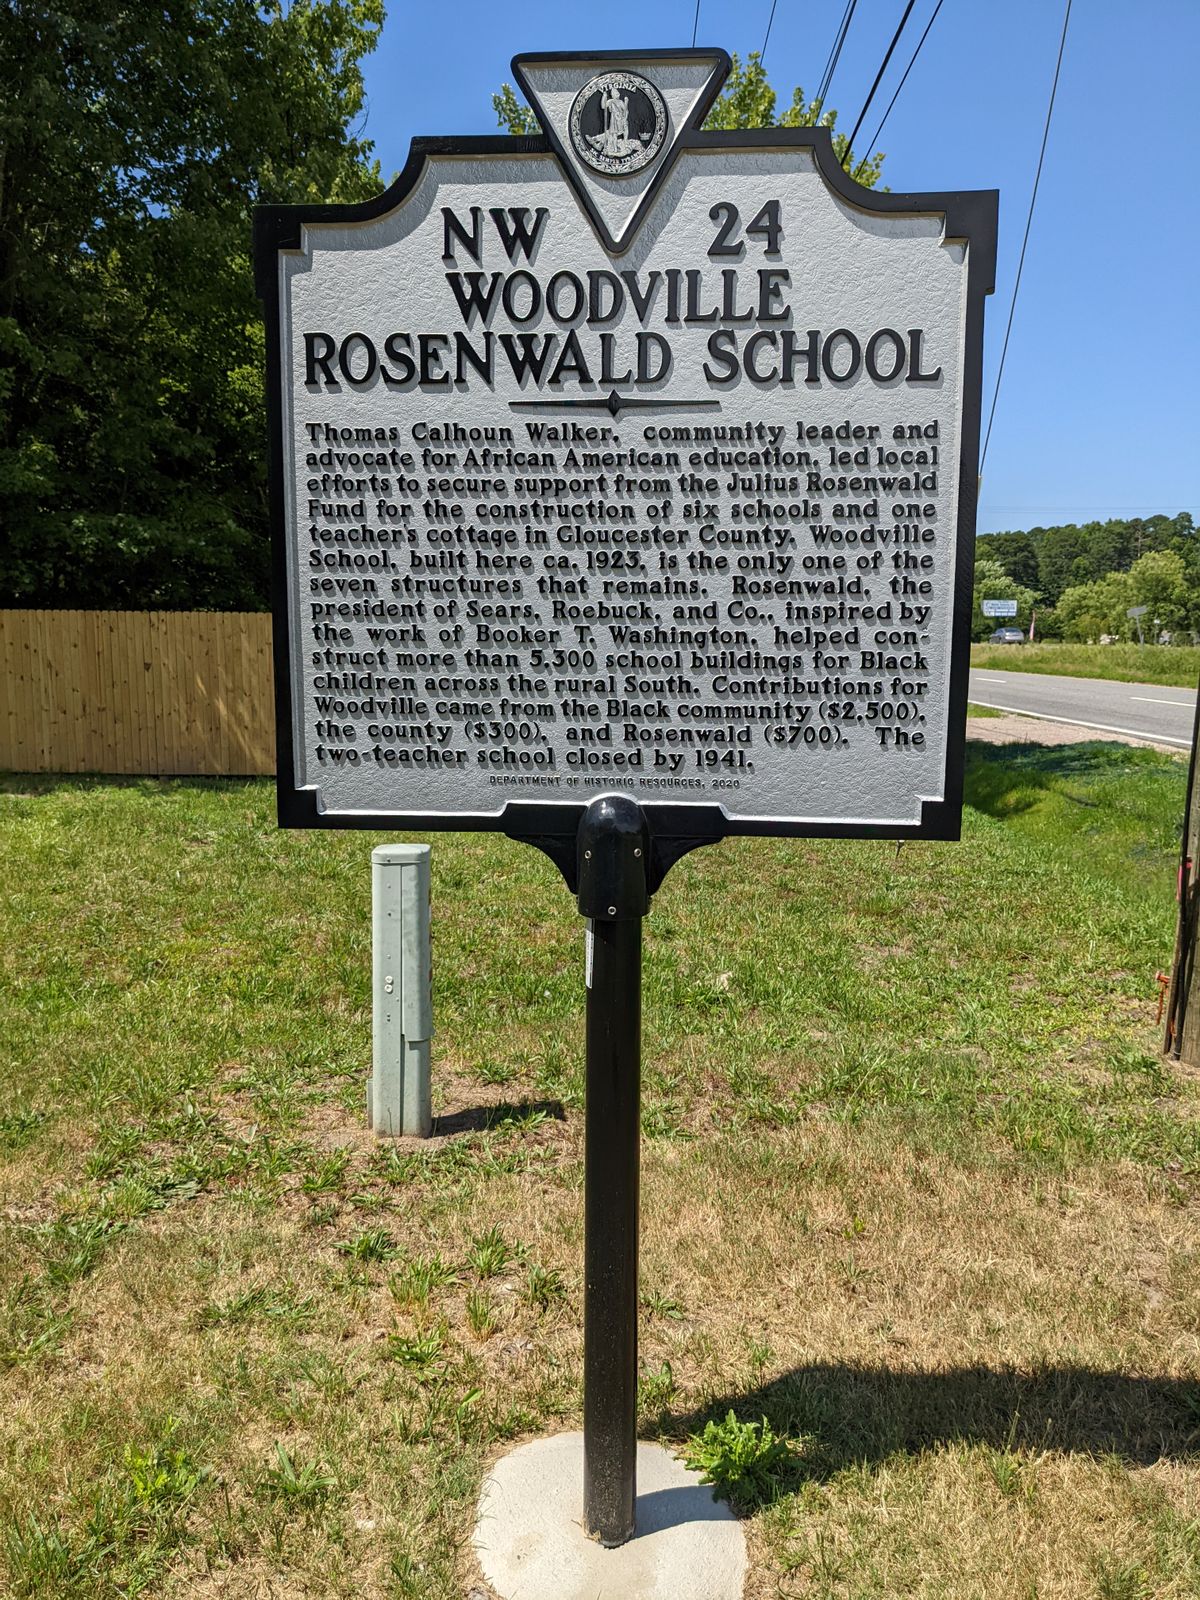 VIRGINIA
NW 24
WOODVILLE
ROSENWALD SCHOOL
Thomas Calhoun Walker, community leader and
advocate for African American education, led local
efforts to secure support from the Julius Rosenwald
Fund for the construction of six schools and one
teacher's cottage in Gloucester County. Woodville
School, built here ca. 1923, is the only one of the
seven structures that remains. Rosenwald, the
president of Sears, Roebuck, and Co., inspired by
the work of Booker T. Washington, helped con-
struct more than 5,300 school buildings for Black
children across the rural South. Contributions for
Woodville came from the Black community ($2,500),
the county ($300), and Rosenwald ($700). The
two-teacher school closed by 1941.
DEPARTMENT OF HISTORIC RESOURCES, 2020